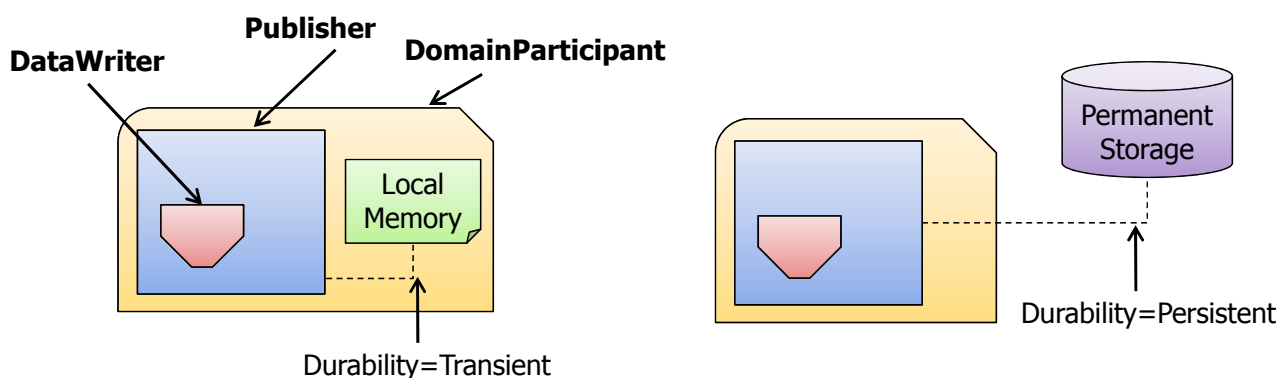 Publisher
DataWriter
DomainParticipant
Local
Memory
Durability=Transient
Permanent
Storage
Durability=Persistent